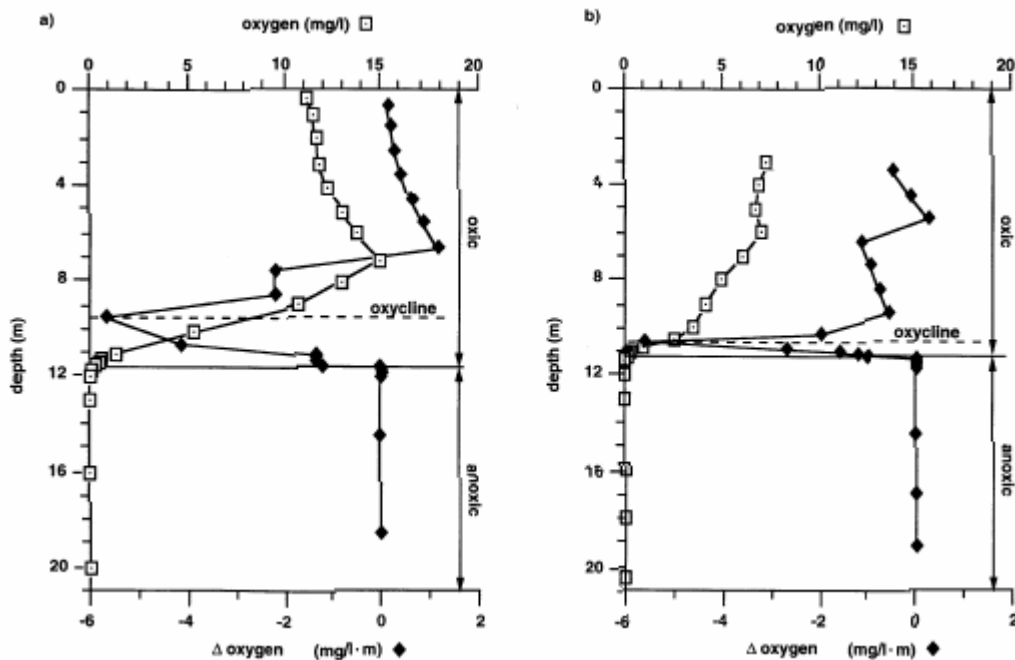 a)
oxygen (mg/l)
0 1 5 10 15 20
0
4
8
12
16
20
depth (m)
oxic
oxycline
anoxic
-6 -4 -2 0 2
Δ oxygen (mg/l·m)
b)
oxygen (mg/l)
0 1 5 10 15 20
0
4
8
12
16
20
depth (m)
oxic
oxycline
anoxic
-6 -4 -2 0 2
Δ oxygen (mg/l·m)